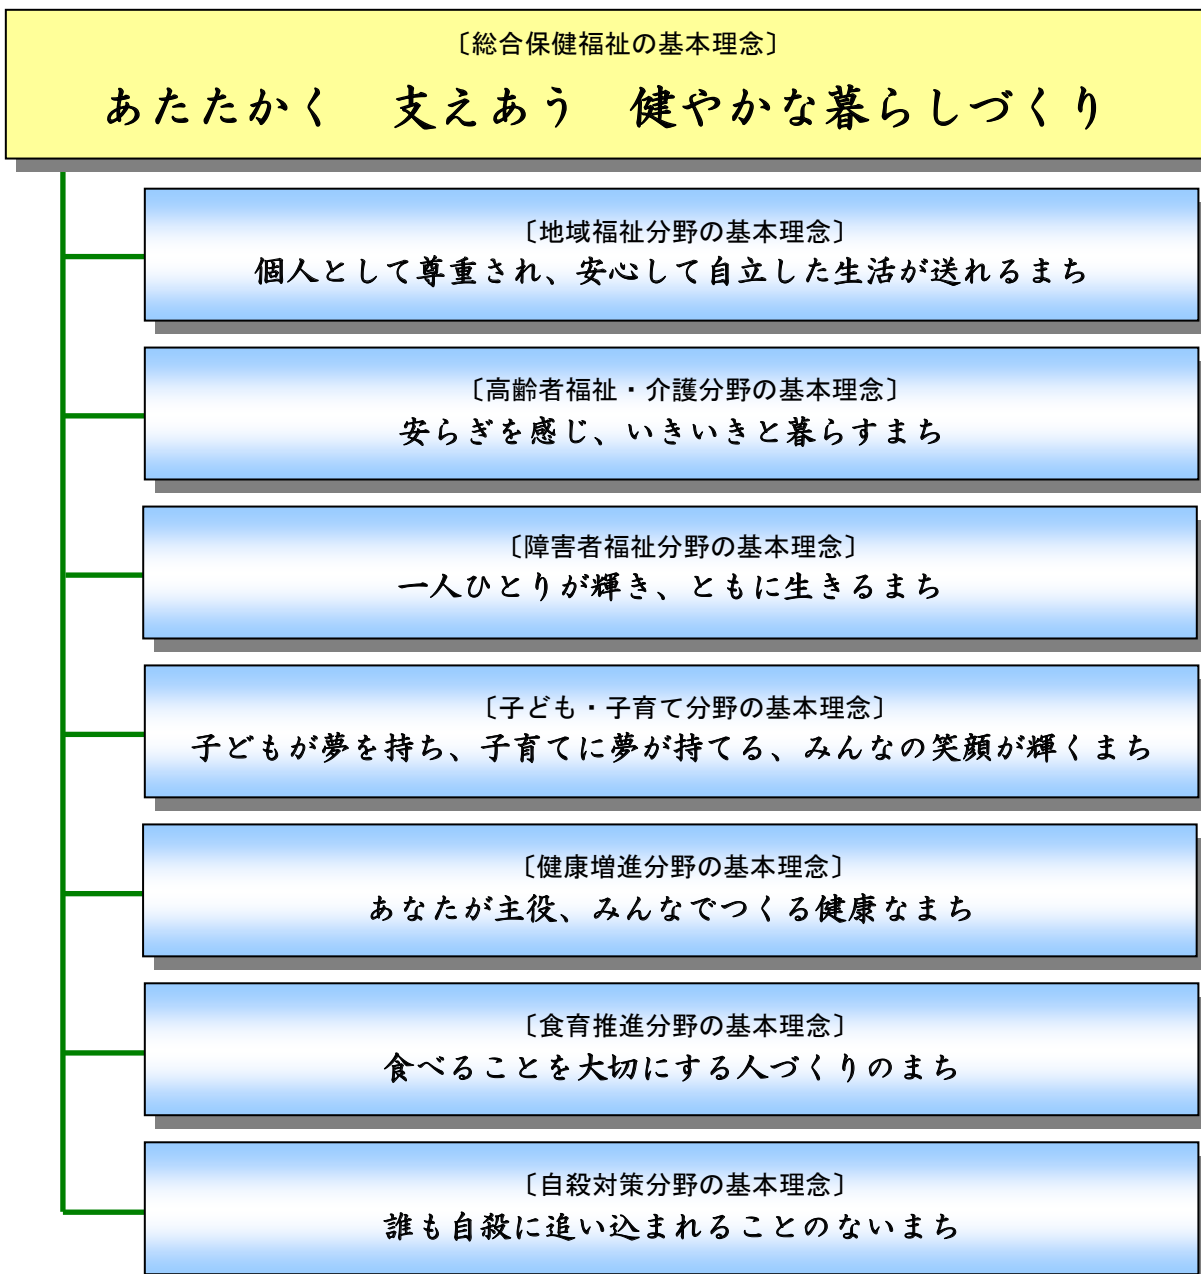 〔総合保健福祉の基本理念〕
あたたかく　支えあう　健やかな暮らしづくり
〔地域福祉分野の基本理念〕
個人として尊重され、安心して自立した生活が送れるまち
〔高齢者福祉・介護分野の基本理念〕
安らぎを感じ、いきいきと暮らすまち
〔障害者福祉分野の基本理念〕
一人ひとりが輝き、ともに生きるまち
〔子ども・子育て分野の基本理念〕
子どもが夢を持ち、子育てに夢が持てる、みんなの笑顔が輝くまち
〔健康増進分野の基本理念〕
あなたが主役、みんなでつくる健康なまち
〔食育推進分野の基本理念〕
食べることを大切にする人づくりのまち
〔自殺対策分野の基本理念〕
誰も自殺に追い込まれることのないまち